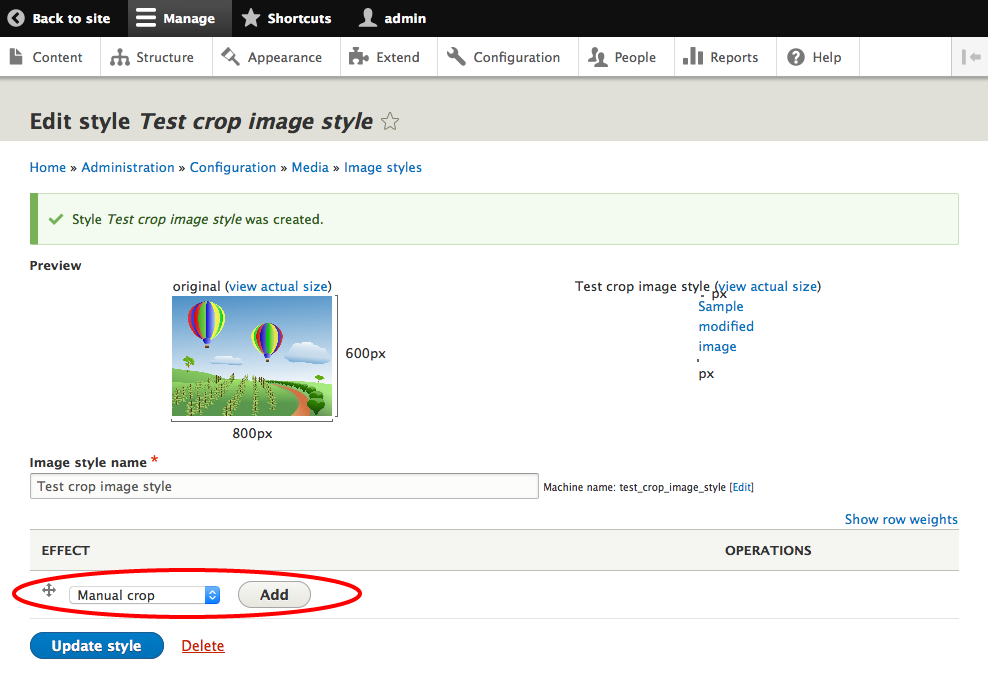 Back to site Manage Shortcuts admin
Content Structure Appearance Extend Configuration People Reports Help
Edit style Test crop image style
Home » Administration » Configuration » Media » Image styles
Style Test crop image style was created.
Preview
original (view actual size)
600px
800px
Test crop image style (view actual size)
- px
Sample
modified
image
px
Image style name *
Test crop image style
Machine name: test_crop_image_style [Edit]
Show row weights
EFFECT OPERATIONS
Manual crop Add
Update style Delete